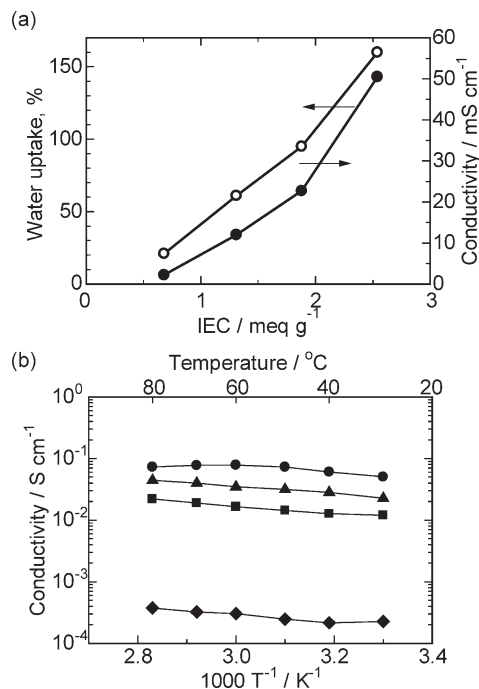 (a)
60
150
50
100
40
30
50
20
10
0
0
Water uptake, %
Conductivity / mS cm⁻¹
0 1 2 3
IEC / meq g⁻¹
(b)
Temperature / °C
80 60 40 20
10⁰
10⁻¹
10⁻²
10⁻³
10⁻⁴
Conductivity / S cm⁻¹
2.8 3.0 3.2 3.4
1000 T⁻¹ / K⁻¹